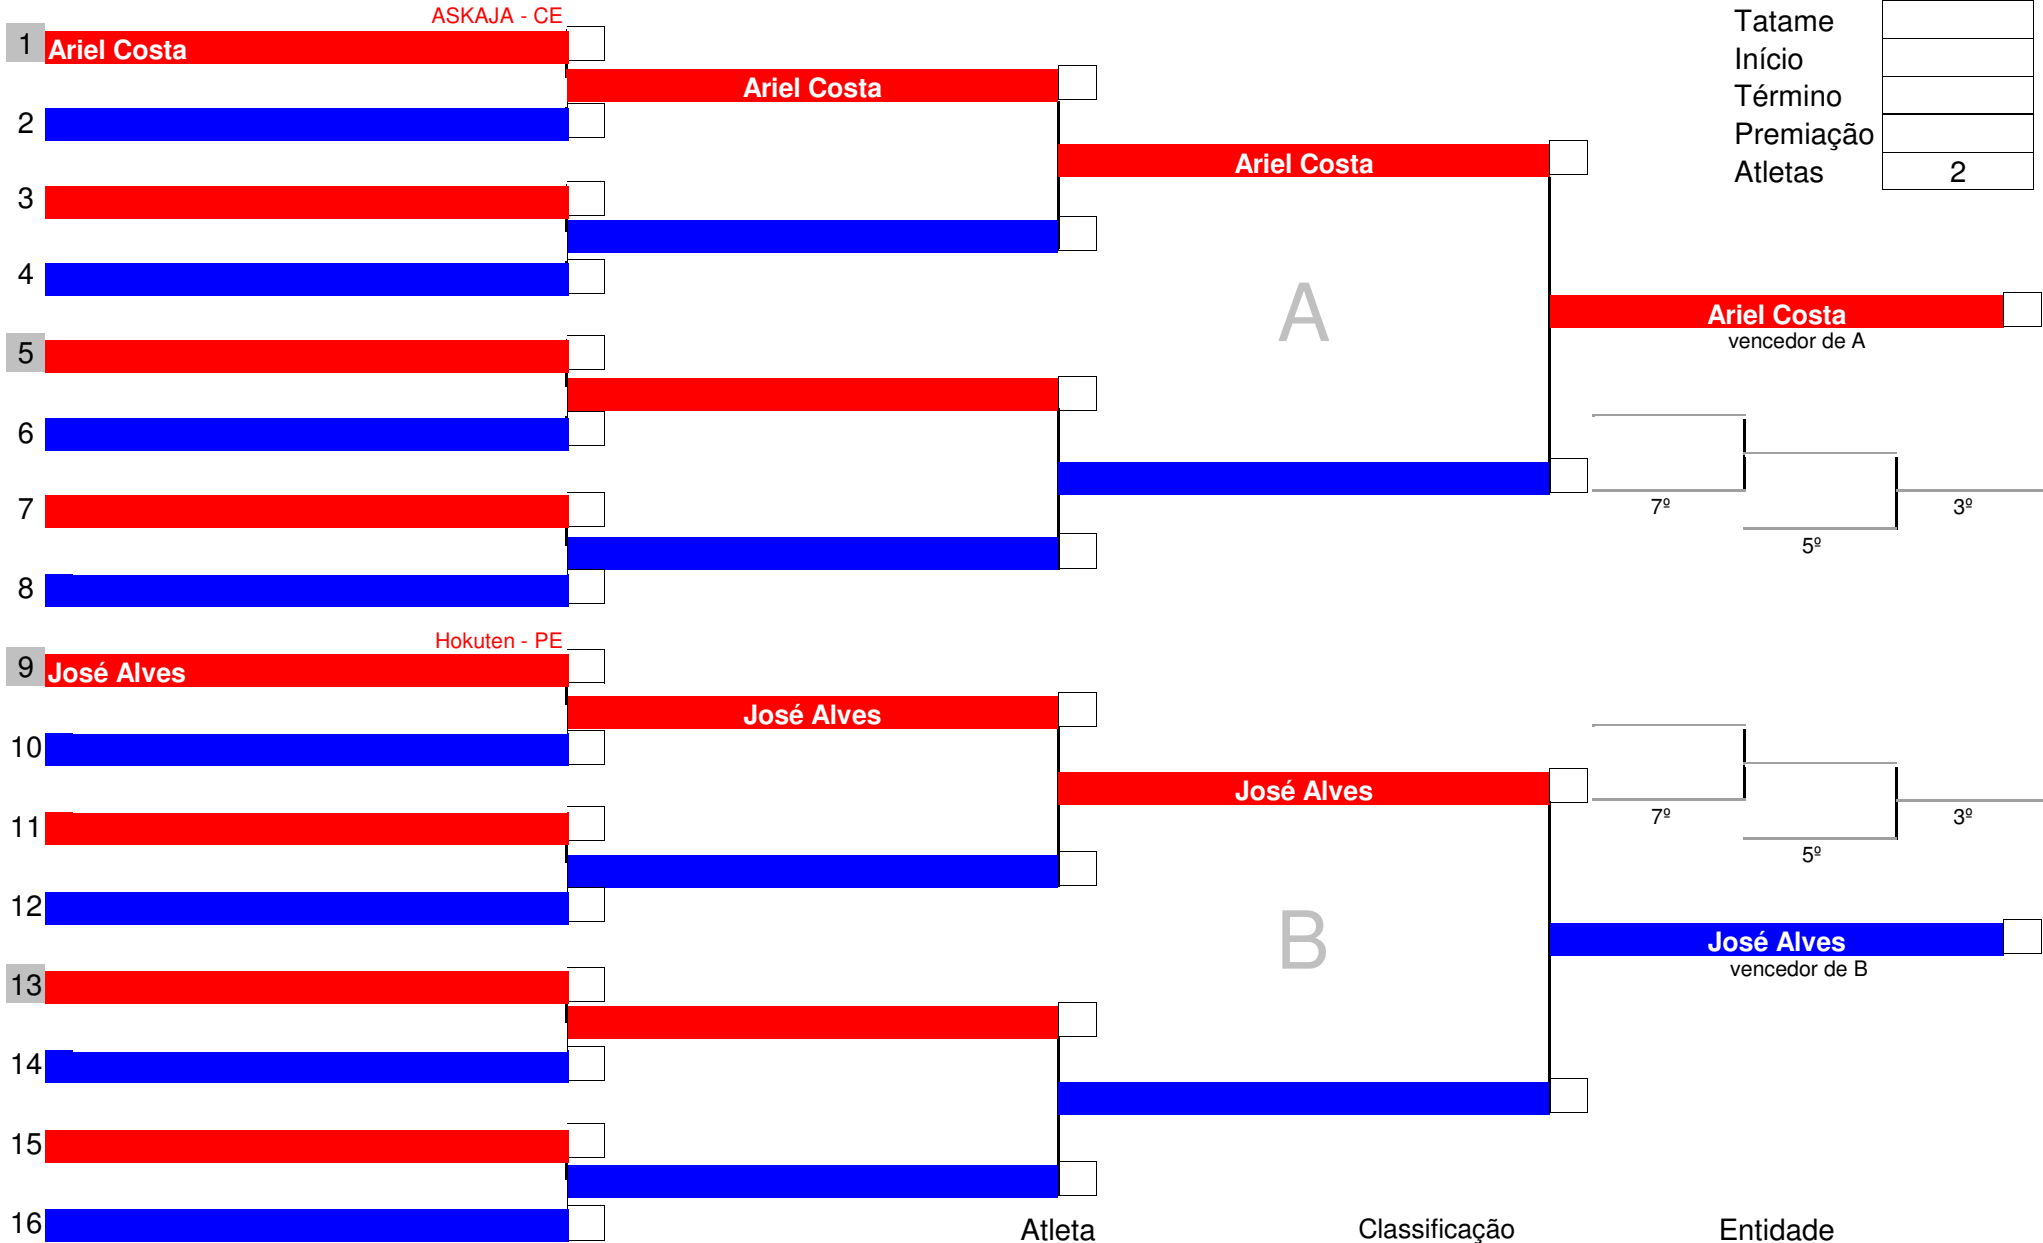 ASKAJA - CE
Tatame
1 Ariel Costa
Início
Ariel Costa
Término
2
Premiação
Ariel Costa
Atletas 2
3
4
A
Ariel Costa
vencedor de A
5
6
7
7º
3º
5º
8
Hokuten - PE
9 José Alves
José Alves
10
José Alves
7º
3º
11
5º
12
B
José Alves
vencedor de B
13
14
15
16
Atleta Classificação Entidade